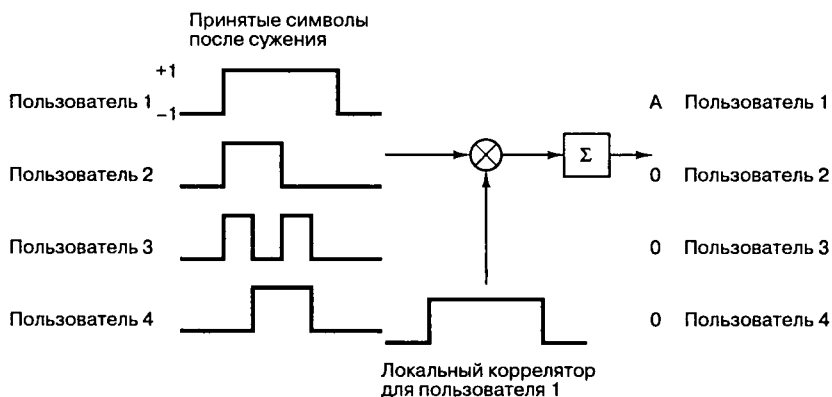 Принятые символы
после сужения
+1
Пользователь 1
−1
A Пользователь 1
Пользователь 2
Σ
0 Пользователь 2
Пользователь 3
0 Пользователь 3
Пользователь 4
0 Пользователь 4
Локальный коррелятор
для пользователя 1